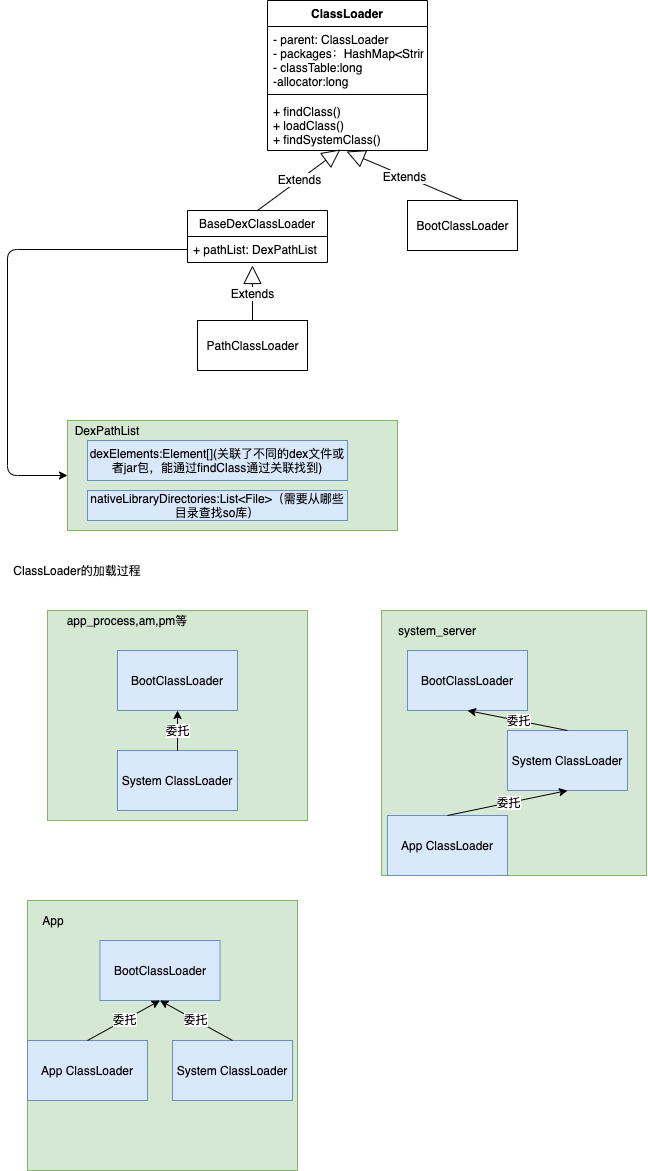 ClassLoader
- parent: ClassLoader
- packages：HashMap<Strin
- classTable:long
-allocator:long
+ findClass()
+ loadClass()
+ findSystemClass()
Extends
Extends
BaseDexClassLoader
+ pathList: DexPathList
BootClassLoader
Extends
PathClassLoader
DexPathList
dexElements:Element[](关联了不同的dex文件或
者jar包，能通过findClass通过关联找到)
nativeLibraryDirectories:List<File>（需要从哪些
目录查找so库）
ClassLoader的加载过程
app_process,am,pm等
BootClassLoader
委托
System ClassLoader
system_server
BootClassLoader
委托
System ClassLoader
委托
App ClassLoader
App
BootClassLoader
委托
委托
App ClassLoader
System ClassLoader